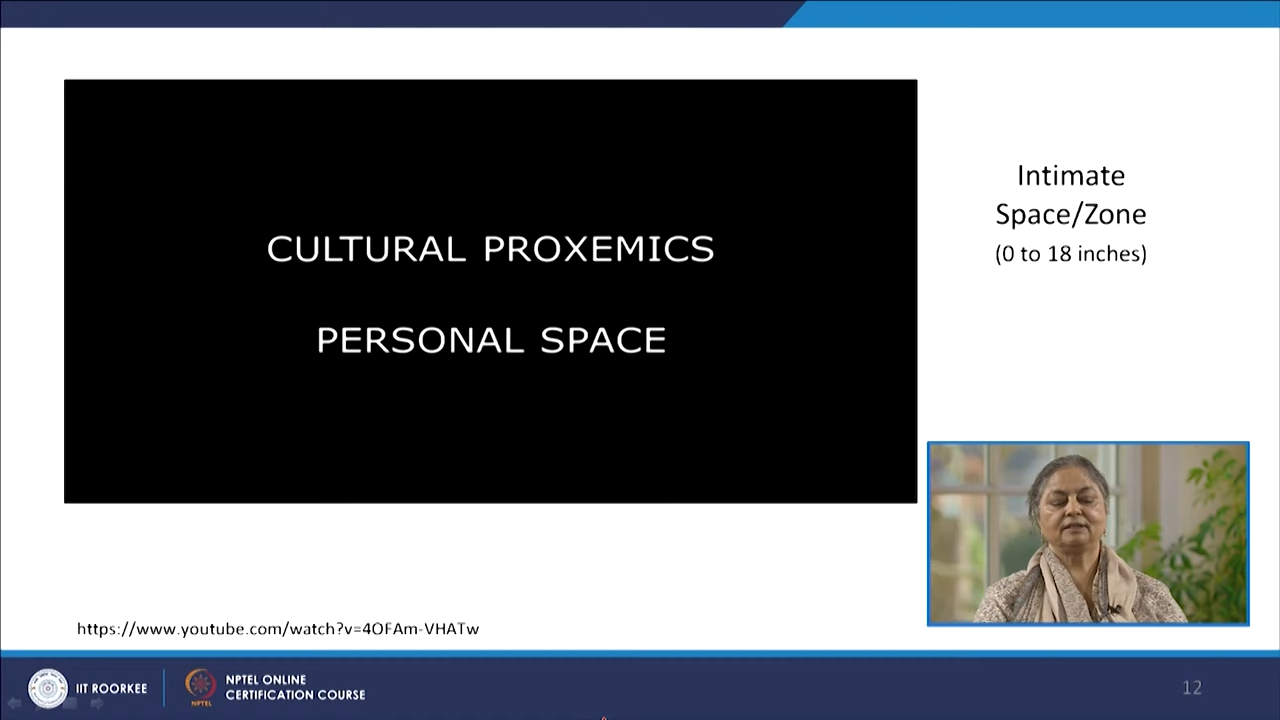 CULTURAL PROXEMICS
PERSONAL SPACE
Intimate
Space/Zone
(0 to 18 inches)
https://www.youtube.com/watch?v=4OFAm-VHATw
IIT ROORKEE
NPTEL
NPTEL ONLINE
CERTIFICATION COURSE
12